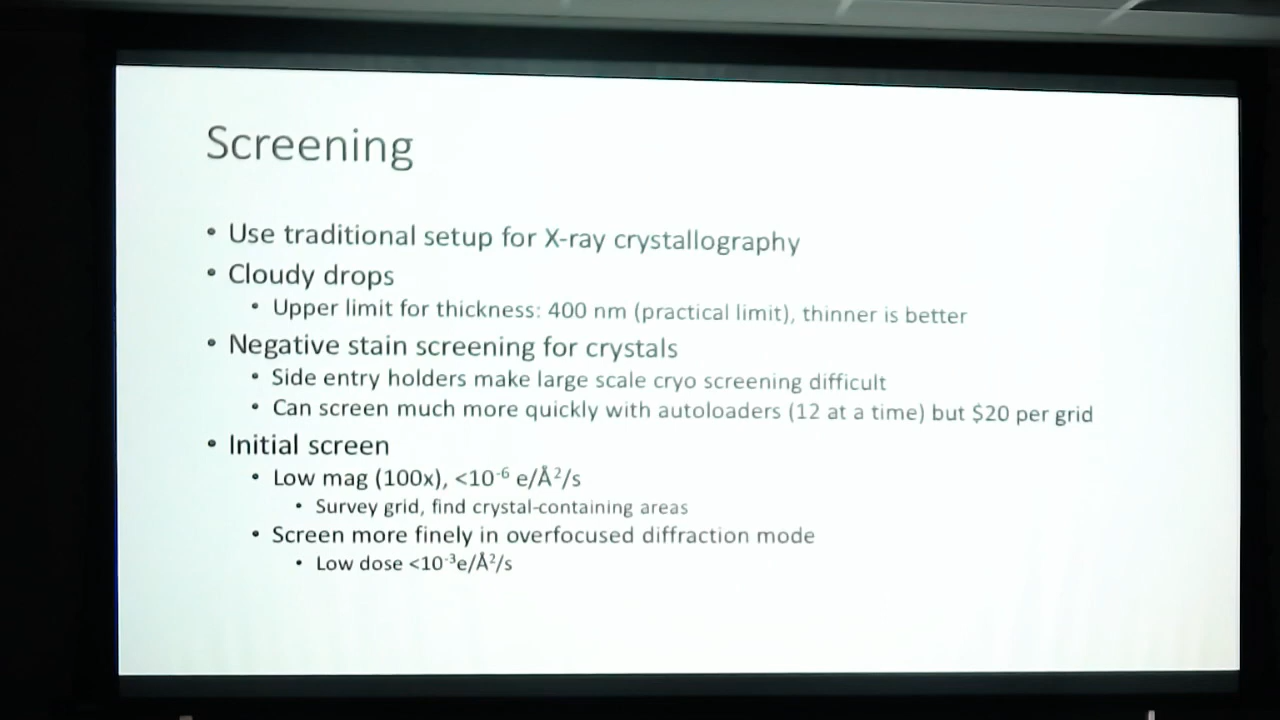 Screening
• Use traditional setup for X-ray crystallography
• Cloudy drops
• Upper limit for thickness: 400 nm (practical limit), thinner is better
• Negative stain screening for crystals
• Side entry holders make large scale cryo screening difficult
• Can screen much more quickly with autoloaders (12 at a time) but $20 per grid
• Initial screen
• Low mag (100x), <10⁻⁶ e/Å²/s
• Survey grid, find crystal-containing areas
• Screen more finely in overfocused diffraction mode
• Low dose <10⁻³e/Å²/s